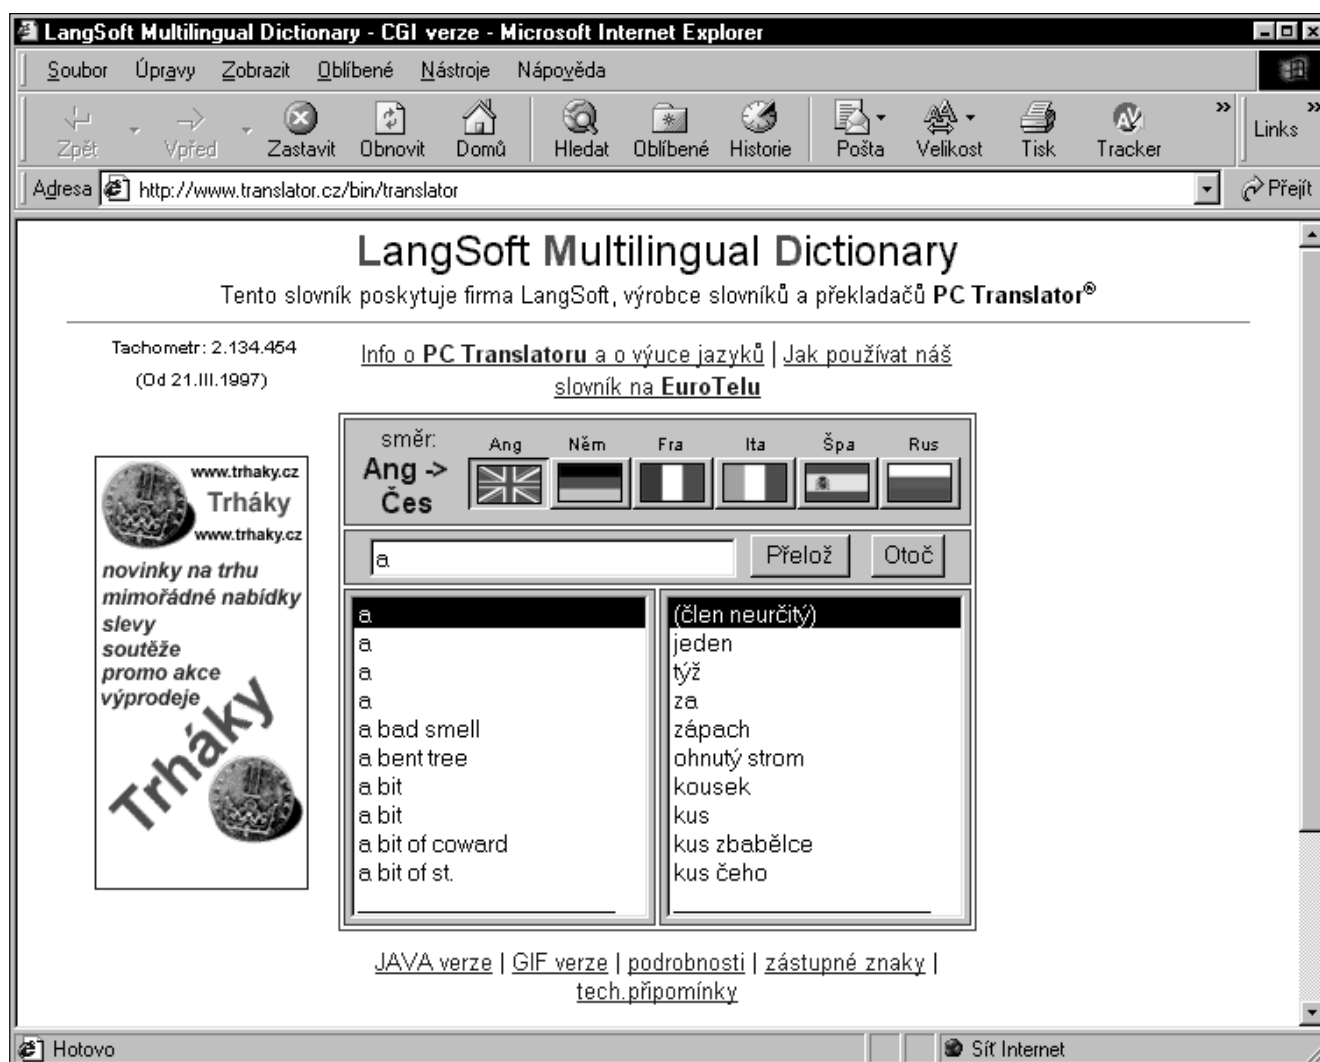 LangSoft Multilingual Dictionary - CGI verze - Microsoft Internet Explorer
Soubor Úpravy Zobrazit Oblíbené Nástroje Nápověda
Zpět Vpřed Zastavit Obnovit Domů Hledat Oblíbené Historie Pošta Velikost Tisk Tracker » Links »
Adresa http://www.translator.cz/bin/translator Přejít
LangSoft Multilingual Dictionary
Tento slovník poskytuje firma LangSoft, výrobce slovníků a překladačů PC Translator®
Tachometr: 2.134.454
(Od 21.III.1997)
Info o PC Translatoru a o výuce jazyků | Jak používat náš
slovník na EuroTelu
směr:
Ang ->
Čes
Ang Něm Fra Ita Špa Rus
a Přelož Otoč
www.trhaky.cz
Trháky
www.trhaky.cz
novinky na trhu
mimořádné nabídky
slevy
soutěže
promo akce
výprodeje
Trháky
a (člen neurčitý)
a jeden
a týž
a za
a bad smell zápach
a bent tree ohnutý strom
a bit kousek
a bit kus
a bit of coward kus zbabělce
a bit of st. kus čeho
JAVA verze | GIF verze | podrobnosti | zástupné znaky |
tech.připomínky
Hotovo Síť Internet